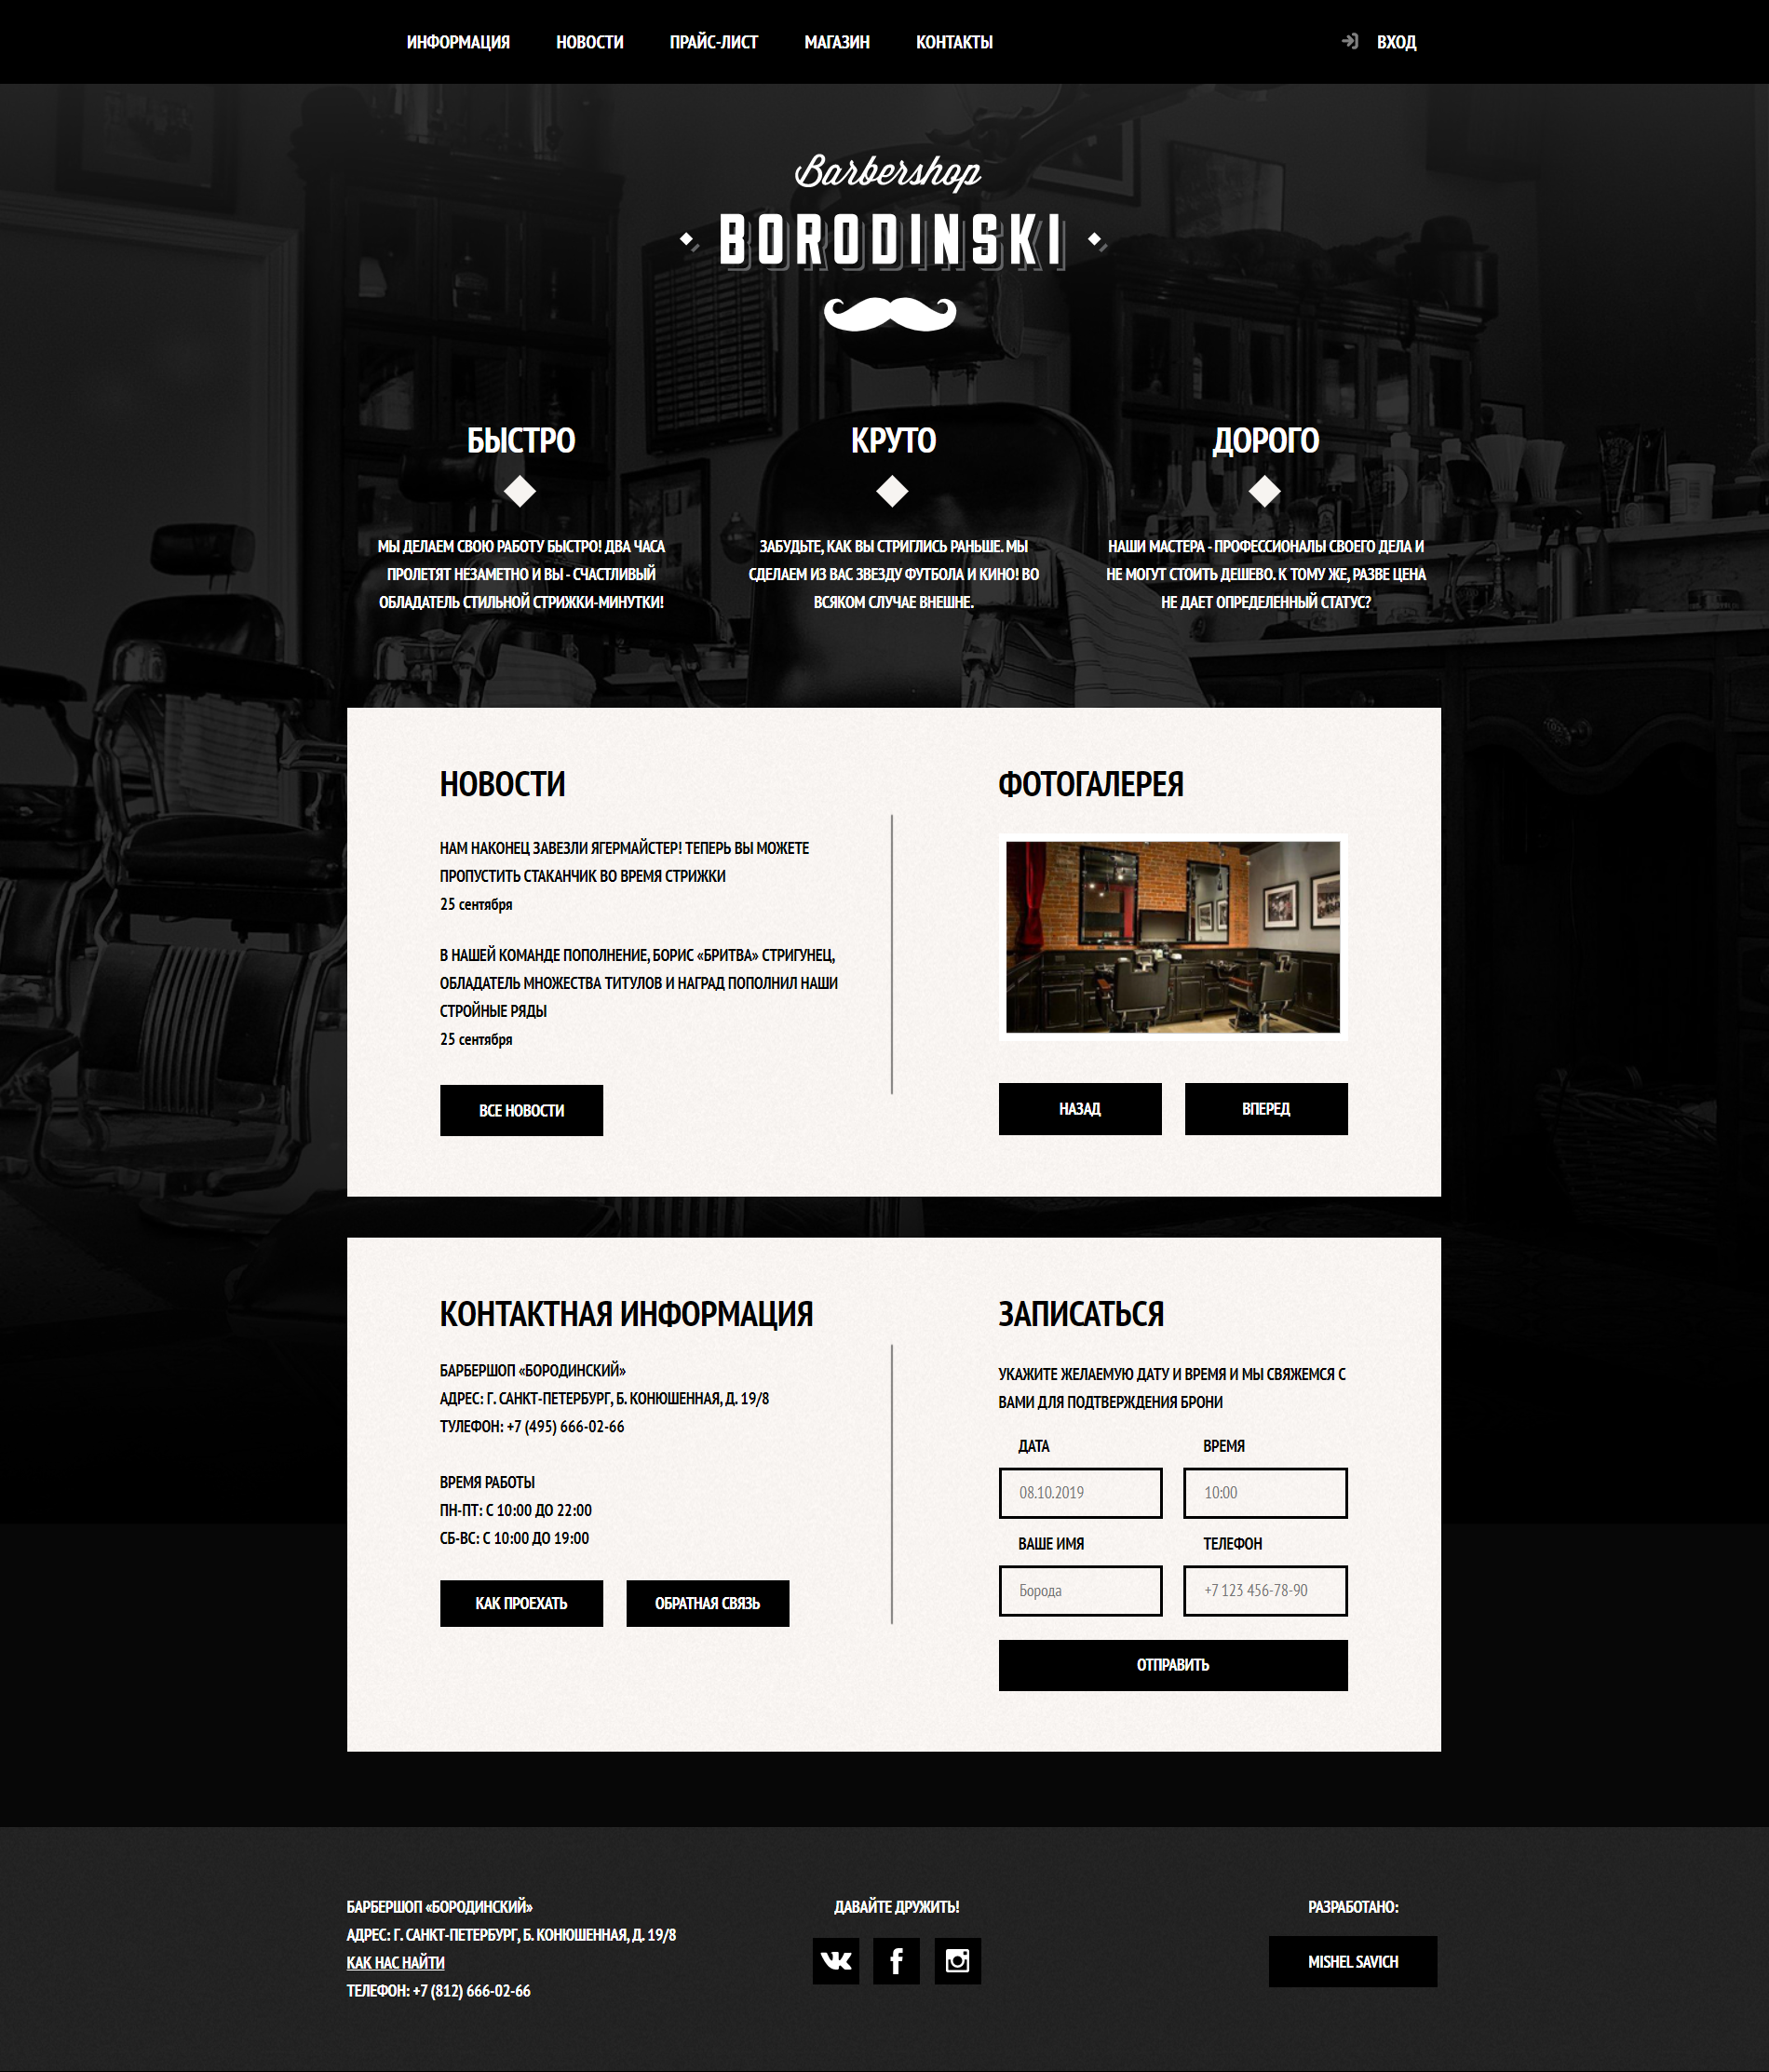 ИНФОРМАЦИЯ НОВОСТИ ПРАЙС-ЛИСТ МАГАЗИН КОНТАКТЫ ВХОД
Barbershop
BORODINSKI
БЫСТРО
МЫ ДЕЛАЕМ СВОЮ РАБОТУ БЫСТРО! ДВА ЧАСА
ПРОЛЕТЯТ НЕЗАМЕТНО И ВЫ - СЧАСТЛИВЫЙ
ОБЛАДАТЕЛЬ СТИЛЬНОЙ СТРИЖКИ-МИНУТКИ!
КРУТО
ЗАБУДЬТЕ, КАК ВЫ СТРИГЛИСЬ РАНЬШЕ. МЫ
СДЕЛАЕМ ИЗ ВАС ЗВЕЗДУ ФУТБОЛА И КИНО! ВО
ВСЯКОМ СЛУЧАЕ ВНЕШНЕ.
ДОРОГО
НАШИ МАСТЕРА - ПРОФЕССИОНАЛЫ СВОЕГО ДЕЛА И
НЕ МОГУТ СТОИТЬ ДЕШЕВО. К ТОМУ ЖЕ, РАЗВЕ ЦЕНА
НЕ ДАЕТ ОПРЕДЕЛЕННЫЙ СТАТУС?
НОВОСТИ
НАМ НАКОНЕЦ ЗАВЕЗЛИ ЯГЕРМАЙСТЕР! ТЕПЕРЬ ВЫ МОЖЕТЕ
ПРОПУСТИТЬ СТАКАНЧИК ВО ВРЕМЯ СТРИЖКИ
25 сентября
В НАШЕЙ КОМАНДЕ ПОПОЛНЕНИЕ, БОРИС «БРИТВА» СТРИГУНЕЦ,
ОБЛАДАТЕЛЬ МНОЖЕСТВА ТИТУЛОВ И НАГРАД ПОПОЛНИЛ НАШИ
СТРОЙНЫЕ РЯДЫ
25 сентября
ВСЕ НОВОСТИ
ФОТОГАЛЕРЕЯ
НАЗАД ВПЕРЕД
КОНТАКТНАЯ ИНФОРМАЦИЯ
БАРБЕРШОП «БОРОДИНСКИЙ»
АДРЕС: Г. САНКТ-ПЕТЕРБУРГ, Б. КОНЮШЕННАЯ, Д. 19/8
ТУЛЕФОН: +7 (495) 666-02-66
ВРЕМЯ РАБОТЫ
ПН-ПТ: С 10:00 ДО 22:00
СБ-ВС: С 10:00 ДО 19:00
КАК ПРОЕХАТЬ ОБРАТНАЯ СВЯЗЬ
ЗАПИСАТЬСЯ
УКАЖИТЕ ЖЕЛАЕМУЮ ДАТУ И ВРЕМЯ И МЫ СВЯЖЕМСЯ С
ВАМИ ДЛЯ ПОДТВЕРЖДЕНИЯ БРОНИ
ДАТА ВРЕМЯ
08.10.2019 10:00
ВАШЕ ИМЯ ТЕЛЕФОН
Борода +7 123 456-78-90
ОТПРАВИТЬ
БАРБЕРШОП «БОРОДИНСКИЙ»
АДРЕС: Г. САНКТ-ПЕТЕРБУРГ, Б. КОНЮШЕННАЯ, Д. 19/8
КАК НАС НАЙТИ
ТЕЛЕФОН: +7 (812) 666-02-66
ДАВАЙТЕ ДРУЖИТЬ!
РАЗРАБОТАНО:
MISHEL SAVICH